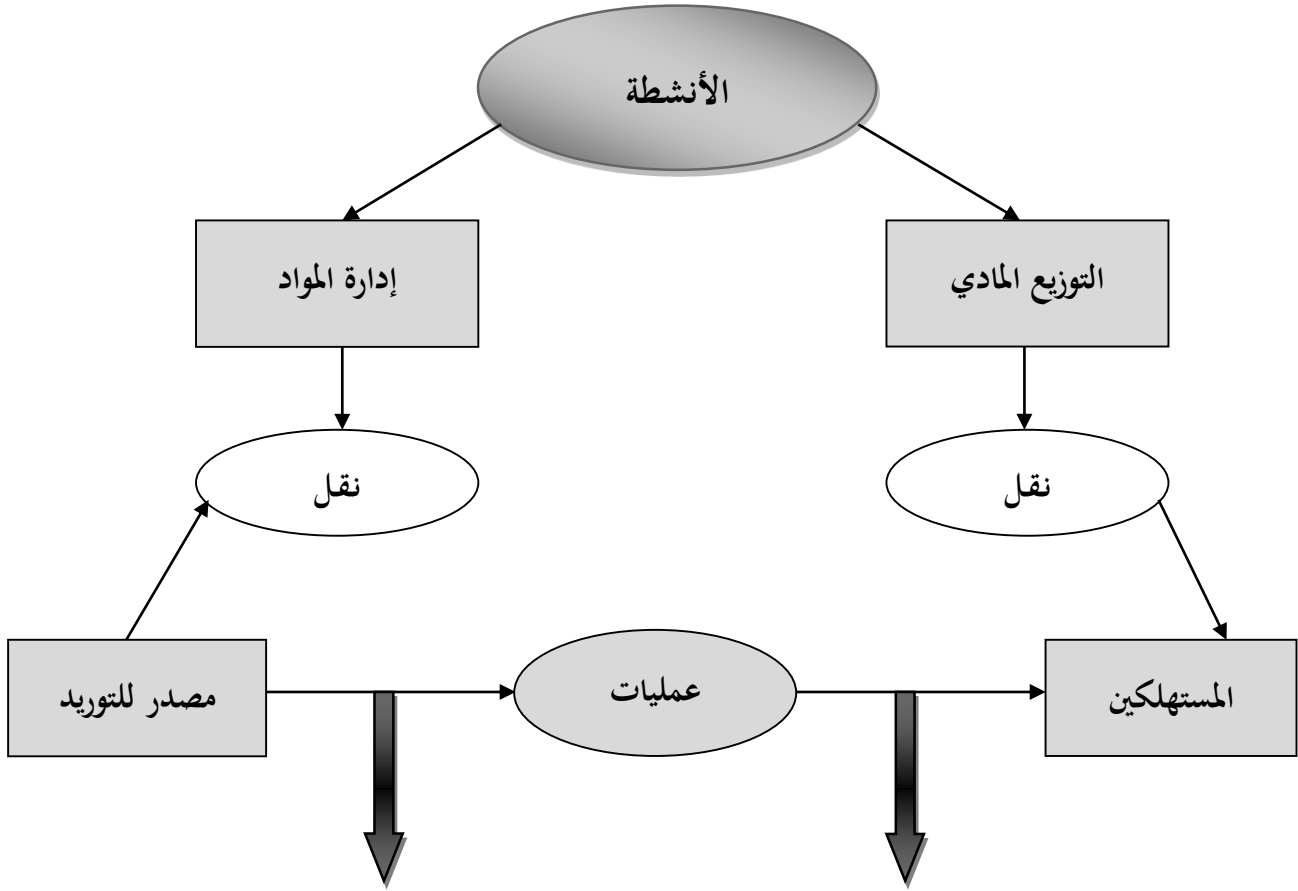 الأنشطة
التوزيع المادي
إدارة المواد
نقل
نقل
المستهلكين
عمليات
مصدر للتوريد